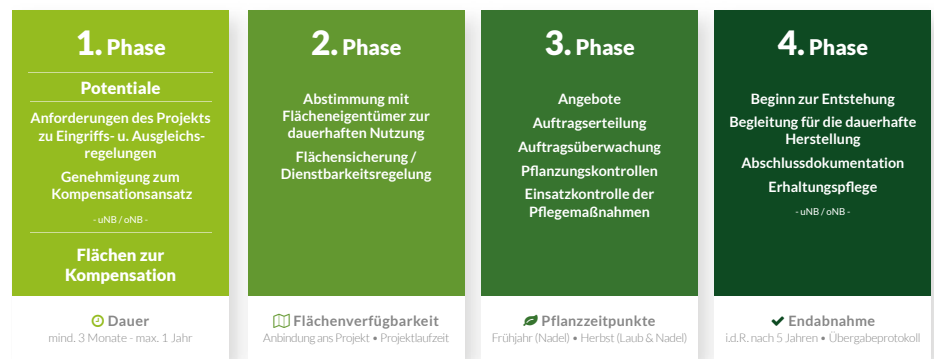 1. Phase
Potentiale
Anforderungen des Projekts
zu Eingriffs- u. Ausgleichs-
regelungen
Genehmigung zum
Kompensationsansatz
- uNB / oNB -
Flächen zur
Kompensation
Dauer
mind. 3 Monate - max. 1 Jahr
2. Phase
Abstimmung mit
Flächeneigentümer zur
dauerhaften Nutzung
Flächensicherung /
Dienstbarkeitsregelung
Flächenverfügbarkeit
Anbindung ans Projekt • Projektlaufzeit
3. Phase
Angebote
Auftragserteilung
Auftragsüberwachung
Pflanzungskontrollen
Einsatzkontrolle der
Pflegemaßnahmen
Pflanzzeitpunkte
Frühjahr (Nadel) • Herbst (Laub & Nadel)
4. Phase
Beginn zur Entstehung
Begleitung für die dauerhafte
Herstellung
Abschlussdokumentation
Erhaltungspflege
- uNB / oNB -
Endabnahme
i.d.R. nach 5 Jahren • Übergabeprotokoll